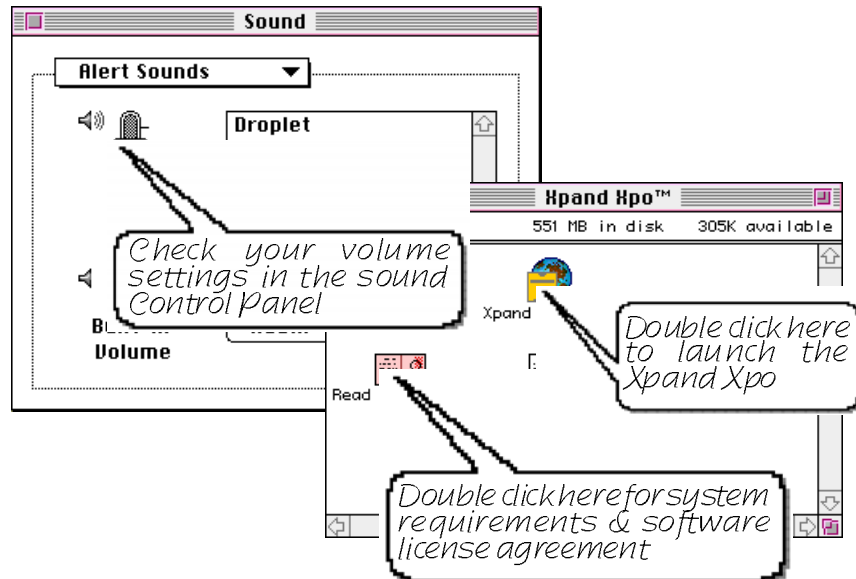 Sound
Alert Sounds
Droplet
Check your volume
settings in the sound
Control Panel
Volume
Xpand Xpo™
551 MB in disk 305K available
Xpand
Double click here
to launch the
Xpand Xpo
Read
Double click here for system
requirements & software
license agreement